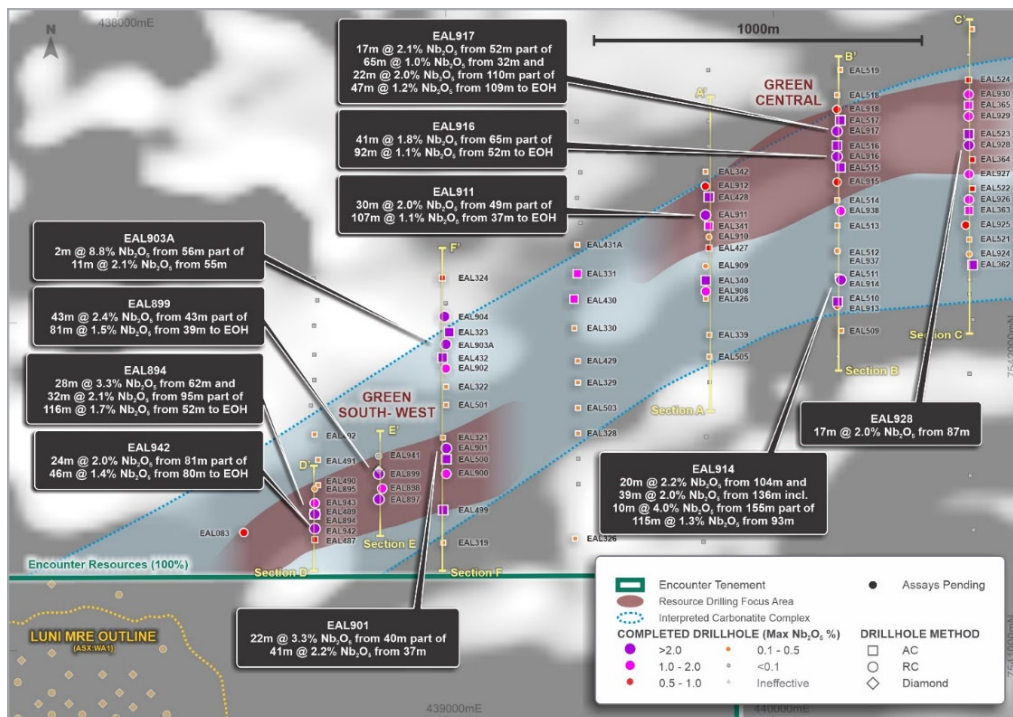 438000mE
N
1000m
EAL917
17m @ 2.1% Nb₂O₅ from 52m part of
65m @ 1.0% Nb₂O₅ from 32m and
22m @ 2.0% Nb₂O₅ from 110m part of
47m @ 1.2% Nb₂O₅ from 109m to EOH
EAL916
41m @ 1.8% Nb₂O₅ from 65m part of
92m @ 1.1% Nb₂O₅ from 52m to EOH
EAL911
30m @ 2.0% Nb₂O₅ from 49m part of
107m @ 1.1% Nb₂O₅ from 37m to EOH
EAL903A
2m @ 8.8% Nb₂O₅ from 56m part of
11m @ 2.1% Nb₂O₅ from 55m
EAL899
43m @ 2.4% Nb₂O₅ from 43m part of
81m @ 1.5% Nb₂O₅ from 39m to EOH
EAL894
28m @ 3.3% Nb₂O₅ from 62m and
32m @ 2.1% Nb₂O₅ from 95m part of
116m @ 1.7% Nb₂O₅ from 52m to EOH
EAL942
24m @ 2.0% Nb₂O₅ from 81m part of
46m @ 1.4% Nb₂O₅ from 80m to EOH
EAL901
22m @ 3.3% Nb₂O₅ from 40m part of
41m @ 2.2% Nb₂O₅ from 37m
EAL914
20m @ 2.2% Nb₂O₅ from 104m and
39m @ 2.0% Nb₂O₅ from 136m incl.
10m @ 4.0% Nb₂O₅ from 155m part of
115m @ 1.3% Nb₂O₅ from 93m
EAL928
17m @ 2.0% Nb₂O₅ from 87m
GREEN
CENTRAL
GREEN
SOUTH-WEST
C'
EAL524
EAL930
EAL365
EAL929
EAL523
EAL928
EAL364
EAL927
EAL522
EAL926
EAL363
EAL925
EAL521
EAL924
EAL362
Section C
B'
EAL519
EAL518
EAL918
EAL517
EAL917
EAL516
EAL916
EAL515
EAL915
EAL514
EAL938
EAL513
EAL512
EAL937
EAL511
EAL914
EAL510
EAL913
EAL509
Section B
A'
EAL342
EAL912
EAL428
EAL911
EAL341
EAL910
EAL427
EAL909
EAL340
EAL908
EAL426
EAL339
EAL505
Section A
EAL431A
EAL331
EAL430
EAL330
EAL429
EAL329
EAL503
EAL328
EAL326
F'
EAL324
EAL904
EAL323
EAL903A
EAL432
EAL902
EAL322
EAL501
EAL321
EAL901
EAL500
EAL900
EAL499
EAL319
Section F
E'
EAL941
EAL899
EAL898
EAL897
Section E
EAL492
D'
EAL491
EAL490
EAL895
EAL943
EAL489
EAL894
EAL942
EAL487
Section D
EAL083
Encounter Resources (100%)
LUNI MRE OUTLINE
(ASX:WA1)
439000mE
440000mE
7542000mN
7541000mN
Encounter Tenement
Resource Drilling Focus Area
Interpreted Carbonatite Complex
COMPLETED DRILLHOLE (Max Nb₂O₅ %)
>2.0
1.0 - 2.0
0.5 - 1.0
0.1 - 0.5
<0.1
Ineffective
Assays Pending
DRILLHOLE METHOD
AC
RC
Diamond